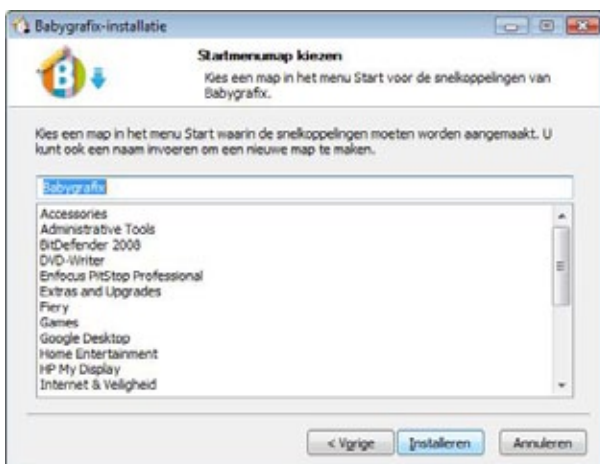 Babygrafix-installatie
Startmenumap kiezen
Kies een map in het menu Start voor de snelkoppelingen van
Babygrafix.
B
Kies een map in het menu Start waarin de snelkoppelingen moeten worden aangemaakt. U
kunt ook een naam invoeren om een nieuwe map te maken.
Babygrafix
Accessories
Administrative Tools
BitDefender 2008
DVD-Writer
Enfocus PitStop Professional
Extras and Upgrades
Fiery
Games
Google Desktop
Home Entertainment
HP My Display
Internet & Veiligheid
< Vorige
Installeren
Annuleren